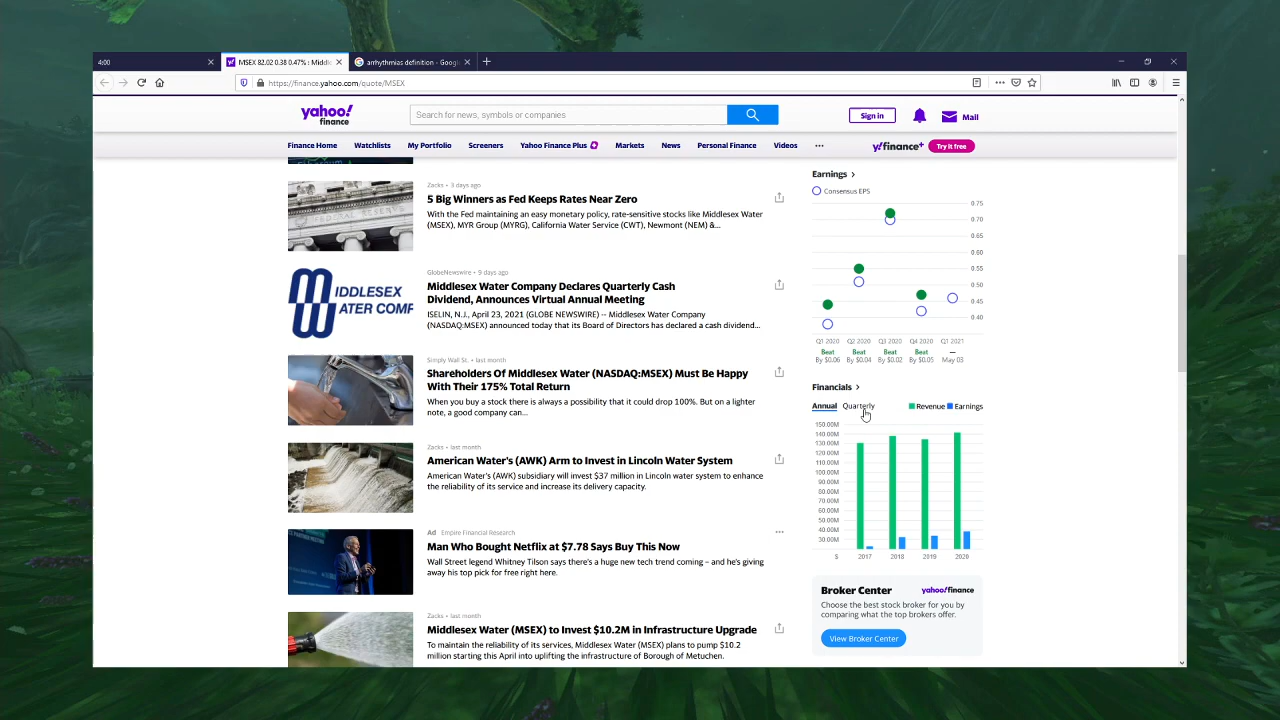 4:00
MSEX 82.02 0.38 0.47% : Middle
arrhythmias definition - Google
https://finance.yahoo.com/quote/MSEX
yahoo!
finance
Search for news, symbols or companies
Sign in
Mail
Finance Home
Watchlists
My Portfolio
Screeners
Yahoo Finance Plus
Markets
News
Personal Finance
Videos
y!finance+
Try it free
Zacks • 3 days ago
5 Big Winners as Fed Keeps Rates Near Zero
With the Fed maintaining an easy monetary policy, rate-sensitive stocks like Middlesex Water
(MSEX), MYR Group (MYRG), California Water Service (CWT), Newmont (NEM) &...
IDDLESEX
ATER COMP
GlobeNewswire • 9 days ago
Middlesex Water Company Declares Quarterly Cash
Dividend, Announces Virtual Annual Meeting
ISELIN, N.J., April 23, 2021 (GLOBE NEWSWIRE) -- Middlesex Water Company
(NASDAQ:MSEX) announced today that its Board of Directors has declared a cash dividend...
Simply Wall St. • last month
Shareholders Of Middlesex Water (NASDAQ:MSEX) Must Be Happy
With Their 175% Total Return
When you buy a stock there is always a possibility that it could drop 100%. But on a lighter
note, a good company can...
Zacks • last month
American Water's (AWK) Arm to Invest in Lincoln Water System
American Water's (AWK) subsidiary will invest $37 million in Lincoln water system to enhance
the reliability of its service and increase its delivery capacity.
Ad Empire Financial Research
Man Who Bought Netflix at $7.78 Says Buy This Now
Wall Street legend Whitney Tilson says there's a huge new tech trend coming – and he's giving
away his top pick for free right here.
Zacks • last month
Middlesex Water (MSEX) to Invest $10.2M in Infrastructure Upgrade
To maintain the reliability of its services, Middlesex Water (MSEX) plans to pump $10.2
million starting this April into uplifting the infrastructure of Borough of Metuchen.
Earnings
Consensus EPS
0.75
0.70
0.65
0.60
0.55
0.50
0.45
0.40
Q1 2020 Q2 2020 Q3 2020 Q4 2020 Q1 2021
Beat Beat Beat Beat —
By $0.06 By $0.04 By $0.02 By $0.05 May 03
Financials
Annual Quarterly Revenue Earnings
150.00M
140.00M
130.00M
120.00M
110.00M
100.00M
90.00M
80.00M
70.00M
60.00M
50.00M
40.00M
30.00M
$ 2017 2018 2019 2020
Broker Center
yahoo!finance
Choose the best stock broker for you by
comparing what the top brokers offer.
View Broker Center